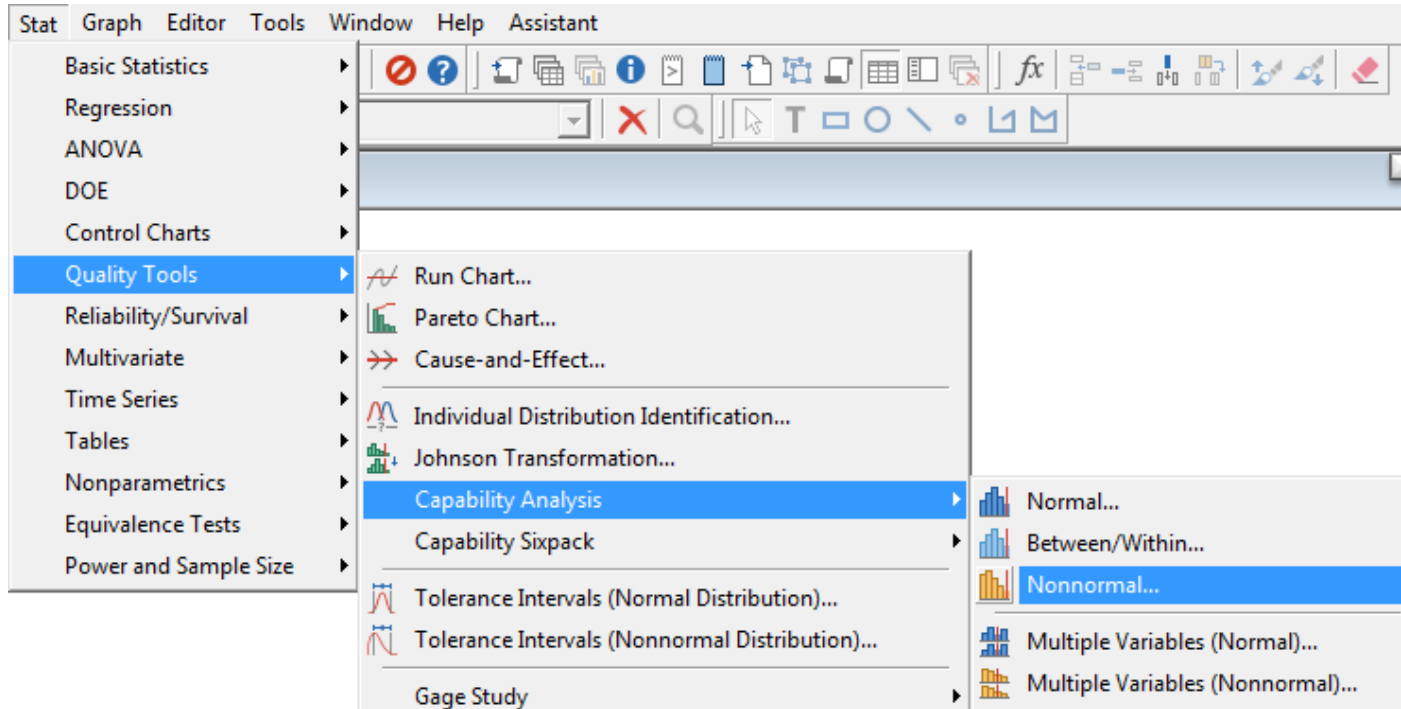 Stat Graph Editor Tools Window Help Assistant
Basic Statistics
Regression
ANOVA
DOE
Control Charts
Quality Tools
Reliability/Survival
Multivariate
Time Series
Tables
Nonparametrics
Equivalence Tests
Power and Sample Size
Run Chart...
Pareto Chart...
Cause-and-Effect...
Individual Distribution Identification...
Johnson Transformation...
Capability Analysis
Capability Sixpack
Tolerance Intervals (Normal Distribution)...
Tolerance Intervals (Nonnormal Distribution)...
Gage Study
Normal...
Between/Within...
Nonnormal...
Multiple Variables (Normal)...
Multiple Variables (Nonnormal)...